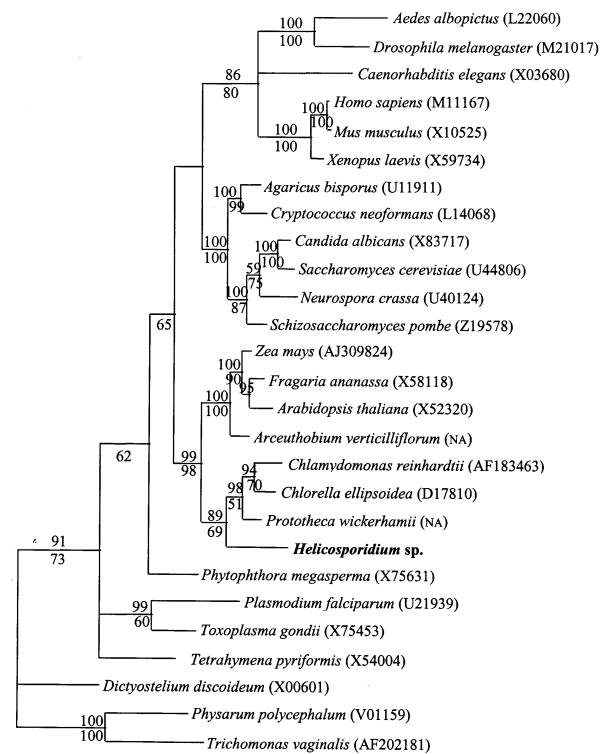 100
100
Aedes albopictus (L22060)
Drosophila melanogaster (M21017)
86
80
Caenorhabditis elegans (X03680)
100
100
Homo sapiens (M11167)
100
100
Mus musculus (X10525)
Xenopus laevis (X59734)
100
99
Agaricus bisporus (U11911)
Cryptococcus neoformans (L14068)
100
100
100
100
Candida albicans (X83717)
Saccharomyces cerevisiae (U44806)
59
75
Neurospora crassa (U40124)
100
87
Schizosaccharomyces pombe (Z19578)
65
Zea mays (AJ309824)
100
90
Fragaria ananassa (X58118)
95
Arabidopsis thaliana (X52320)
100
100
Arceuthobium verticilliflorum (NA)
99
98
94
70
Chlamydomonas reinhardtii (AF183463)
Chlorella ellipsoidea (D17810)
98
51
Prototheca wickerhamii (NA)
89
69
Helicosporidium sp.
62
91
73
Phytophthora megasperma (X75631)
99
60
Plasmodium falciparum (U21939)
Toxoplasma gondii (X75453)
Tetrahymena pyriformis (X54004)
Dictyostelium discoideum (X00601)
100
100
Physarum polycephalum (V01159)
Trichomonas vaginalis (AF202181)